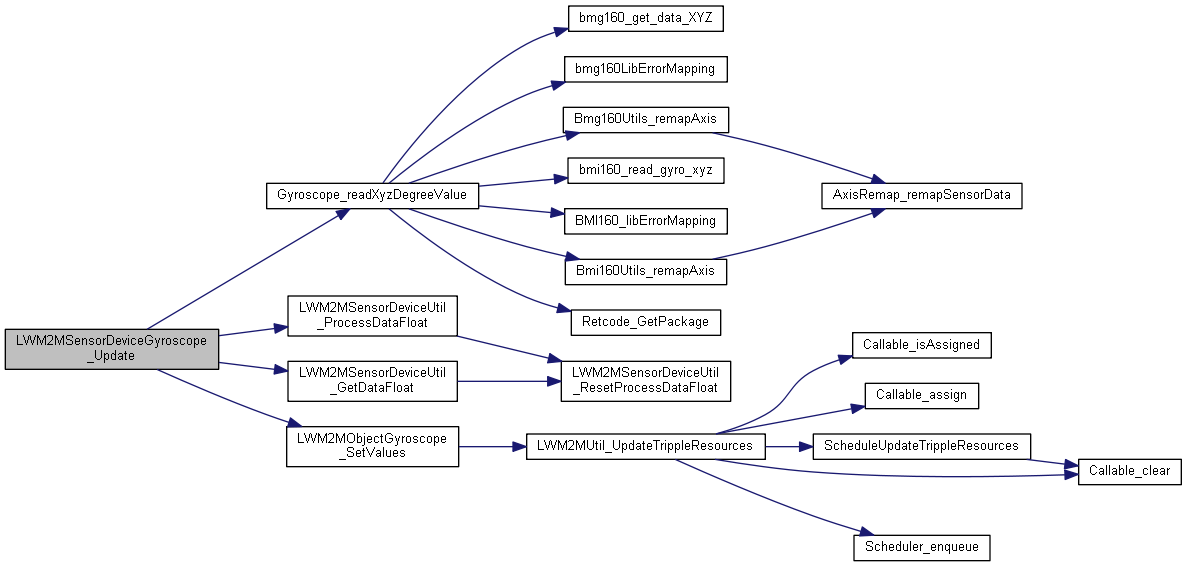 bmg160_get_data_XYZ
bmg160LibErrorMapping
Bmg160Utils_remapAxis
bmi160_read_gyro_xyz
Gyroscope_readXyzDegreeValue
AxisRemap_remapSensorData
BMI160_libErrorMapping
Bmi160Utils_remapAxis
LWM2MSensorDeviceUtil
_ProcessDataFloat
Retcode_GetPackage
LWM2MSensorDeviceGyroscope
_Update
Callable_isAssigned
LWM2MSensorDeviceUtil
_GetDataFloat
LWM2MSensorDeviceUtil
_ResetProcessDataFloat
Callable_assign
LWM2MObjectGyroscope
_SetValues
LWM2MUtil_UpdateTrippleResources
ScheduleUpdateTrippleResources
Callable_clear
Scheduler_enqueue